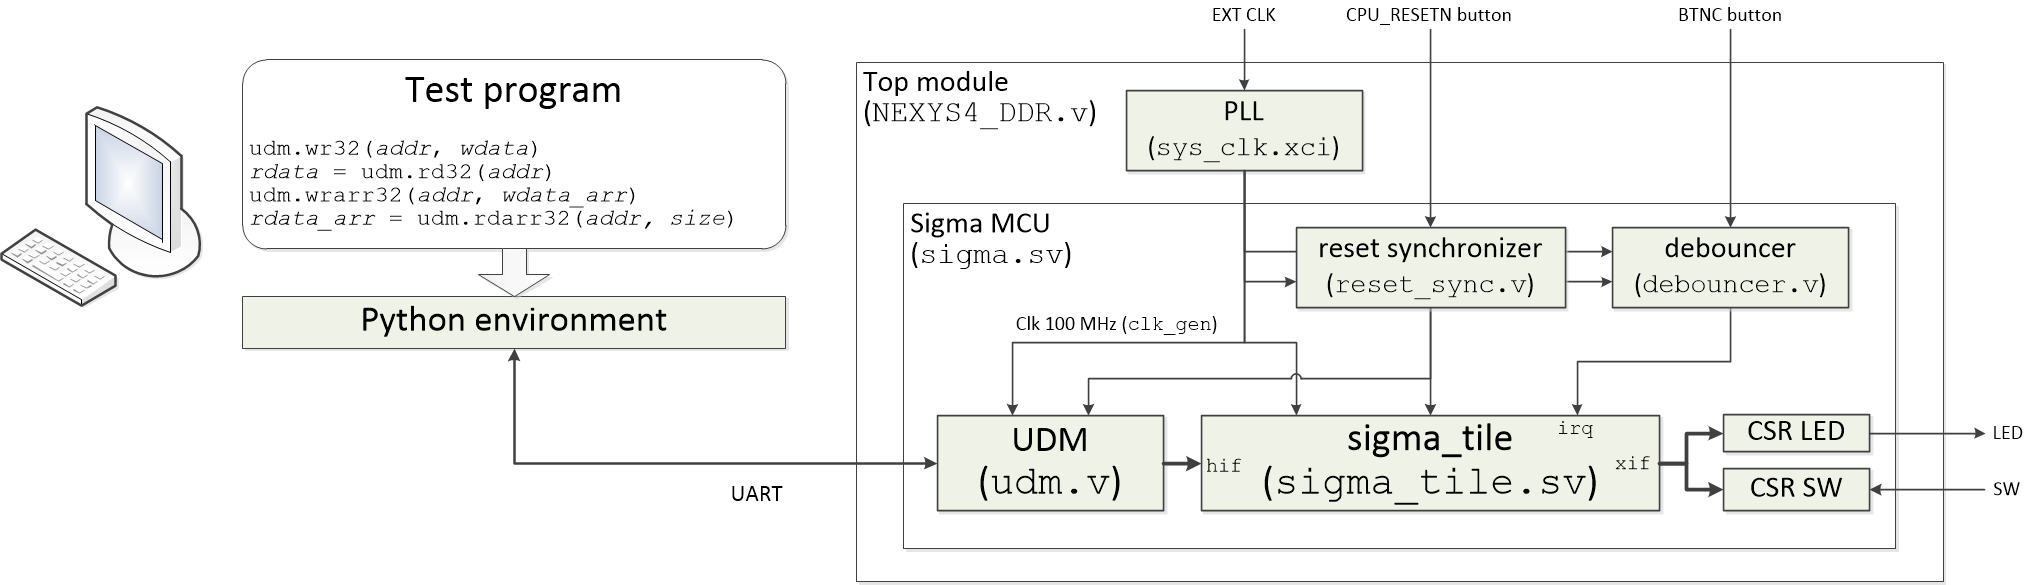 EXT CLK
CPU_RESETN button
BTNC button
Test program
udm.wr32(addr, wdata)
rdata = udm.rd32(addr)
udm.wrarr32(addr, wdata_arr)
rdata_arr = udm.rdarr32(addr, size)
Python environment
UART
Top module
(NEXYS4_DDR.v)
PLL
(sys_clk.xci)
Sigma MCU
(sigma.sv)
reset synchronizer
(reset_sync.v)
debouncer
(debouncer.v)
Clk 100 MHz (clk_gen)
UDM
(udm.v)
sigma_tile
(sigma_tile.sv)
hif
irq
xif
CSR LED
CSR SW
LED
SW